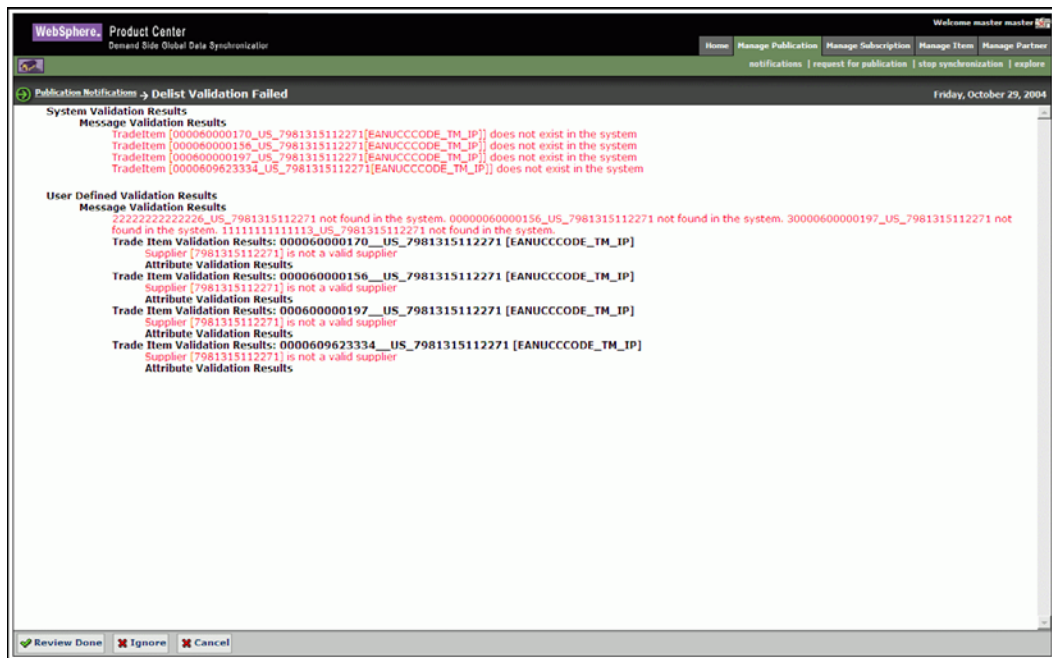 WebSphere. Product Center
Demand Side Global Data Synchronization
Welcome master master
Home Manage Publication Manage Subscription Manage Item Manage Partner
notifications | request for publication | stop synchronization | explore
Publication Notifications → Delist Validation Failed
Friday, October 29, 2004
System Validation Results
Message Validation Results
TradeItem [000060000170_US_7981315112271[EANUCCCODE_TM_IP]] does not exist in the system
TradeItem [000060000156_US_7981315112271[EANUCCCODE_TM_IP]] does not exist in the system
TradeItem [000600000197_US_7981315112271[EANUCCCODE_TM_IP]] does not exist in the system
TradeItem [0000609623334_US_7981315112271[EANUCCCODE_TM_IP]] does not exist in the system
User Defined Validation Results
Message Validation Results
22222222222226_US_7981315112271 not found in the system. 00000060000156_US_7981315112271 not found in the system. 30000600000197_US_7981315112271 not
found in the system. 11111111111113_US_7981315112271 not found in the system.
Trade Item Validation Results: 000060000170__US_7981315112271 [EANUCCCODE_TM_IP]
Supplier [7981315112271] is not a valid supplier
Attribute Validation Results
Trade Item Validation Results: 000060000156__US_7981315112271 [EANUCCCODE_TM_IP]
Supplier [7981315112271] is not a valid supplier
Attribute Validation Results
Trade Item Validation Results: 000600000197__US_7981315112271 [EANUCCCODE_TM_IP]
Supplier [7981315112271] is not a valid supplier
Attribute Validation Results
Trade Item Validation Results: 0000609623334__US_7981315112271 [EANUCCCODE_TM_IP]
Supplier [7981315112271] is not a valid supplier
Attribute Validation Results
Review Done Ignore Cancel